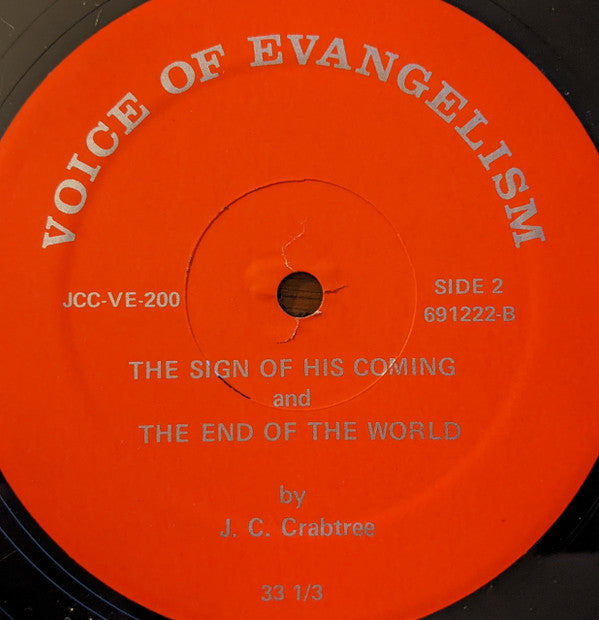 VOICE OF EVANGELISM
JCC-VE-200
SIDE 2
691222-B
THE SIGN OF HIS COMING
and
THE END OF THE WORLD
by
J. C. Crabtree
33 1/3